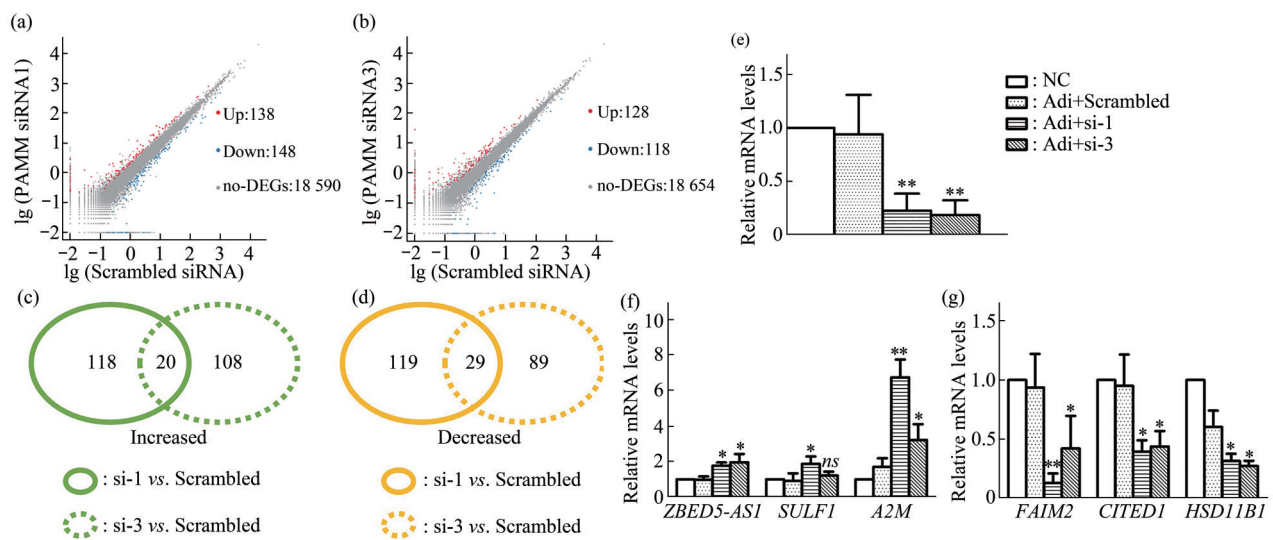 (a)
lg (PAMM siRNA1)
4
3
2
1
0
−1
−2
Up:138
Down:148
no-DEGs:18 590
−2 −1 0 1 2 3 4
lg (Scrambled siRNA)
(b)
lg (PAMM siRNA3)
4
3
2
1
0
−1
−2
Up:128
Down:118
no-DEGs:18 654
−2 −1 0 1 2 3 4
lg (Scrambled siRNA)
(e)
Relative mRNA levels
1.5
1.0
0.5
0
** **
: NC
: Adi+Scrambled
: Adi+si-1
: Adi+si-3
(c)
118 20 108
Increased
: si-1 vs. Scrambled
: si-3 vs. Scrambled
(d)
119 29 89
Decreased
: si-1 vs. Scrambled
: si-3 vs. Scrambled
(f)
Relative mRNA levels
10
8
6
4
2
0
* * * ns ** *
ZBED5-AS1 SULF1 A2M
(g)
Relative mRNA levels
1.5
1.0
0.5
0
** * * * * *
FAIM2 CITED1 HSD11B1